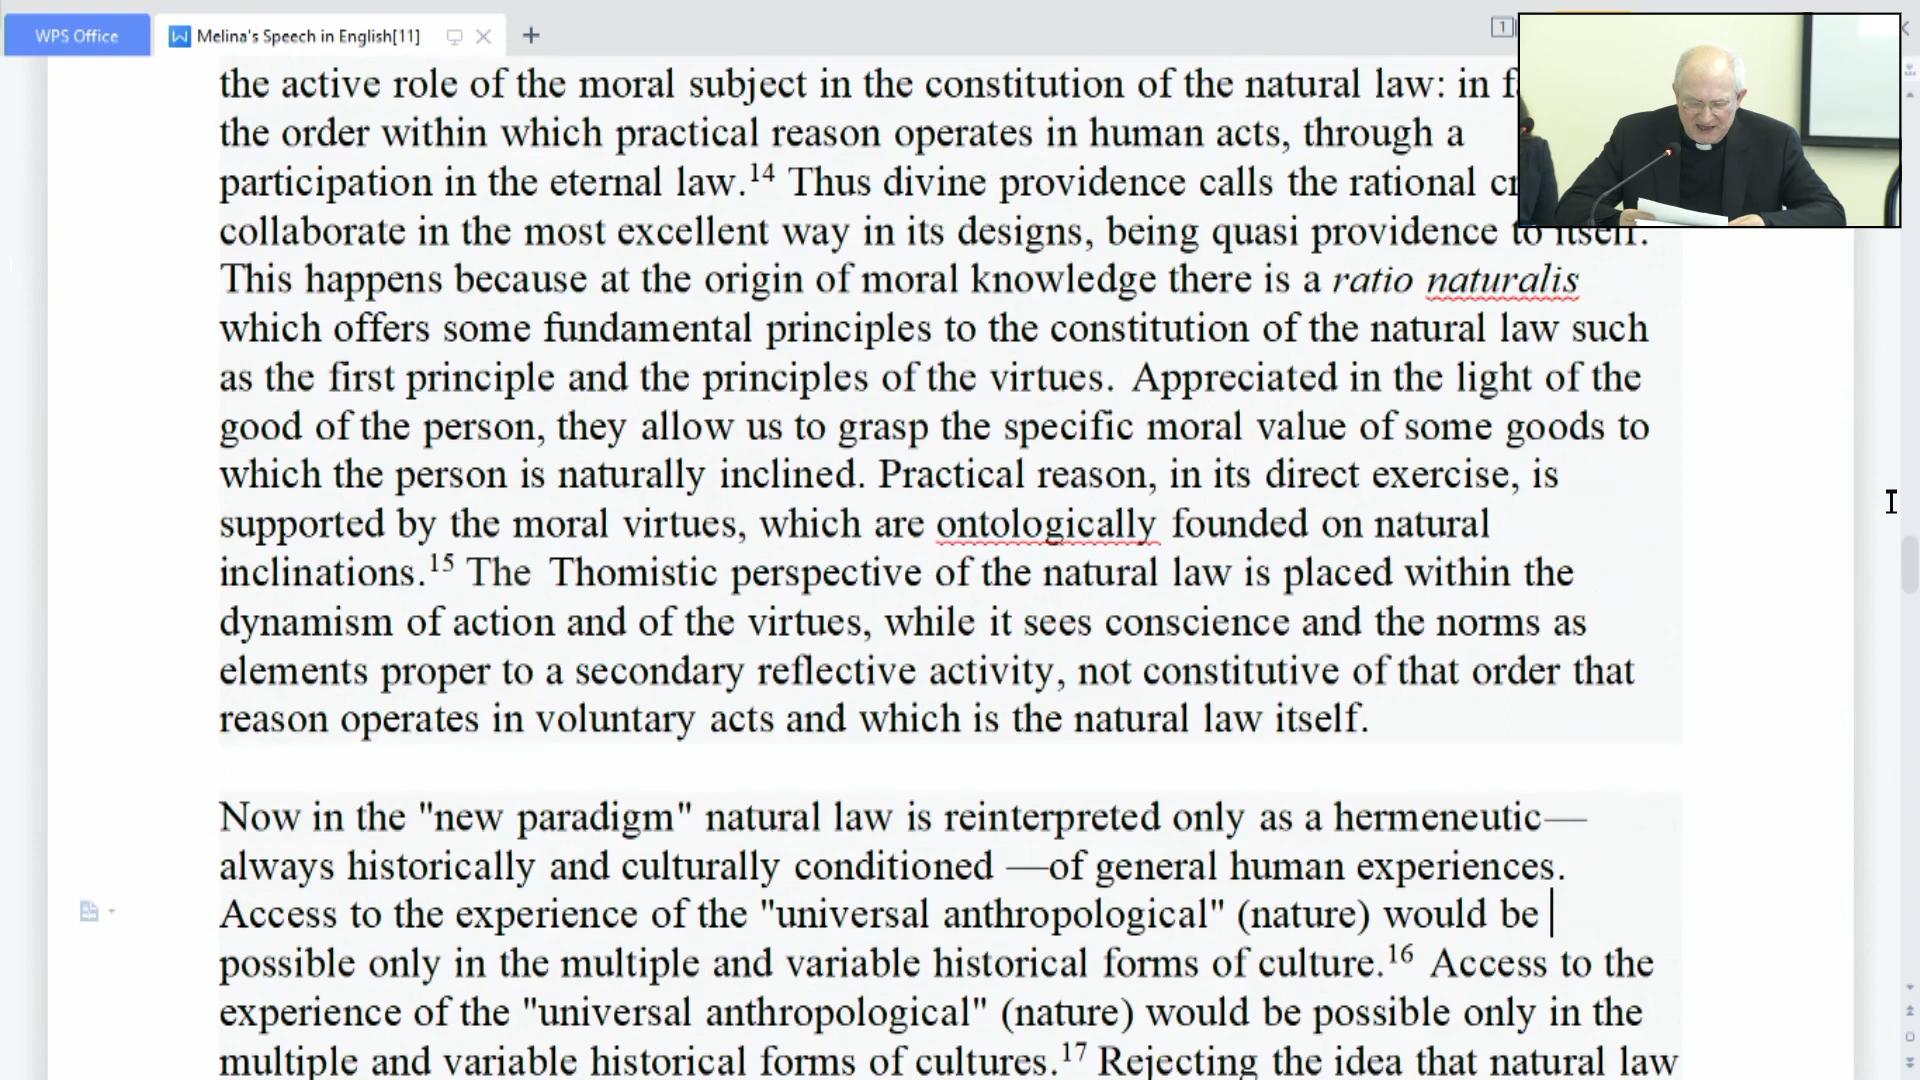 WPS Office
Melina's Speech in English[11]
1
the active role of the moral subject in the constitution of the natural law: in
the order within which practical reason operates in human acts, through a
participation in the eternal law.14 Thus divine providence calls the rational
collaborate in the most excellent way in its designs, being quasi providence to itself.
This happens because at the origin of moral knowledge there is a ratio naturalis
which offers some fundamental principles to the constitution of the natural law such
as the first principle and the principles of the virtues. Appreciated in the light of the
good of the person, they allow us to grasp the specific moral value of some goods to
which the person is naturally inclined. Practical reason, in its direct exercise, is
supported by the moral virtues, which are ontologically founded on natural
inclinations.15 The Thomistic perspective of the natural law is placed within the
dynamism of action and of the virtues, while it sees conscience and the norms as
elements proper to a secondary reflective activity, not constitutive of that order that
reason operates in voluntary acts and which is the natural law itself.
Now in the "new paradigm" natural law is reinterpreted only as a hermeneutic—
always historically and culturally conditioned —of general human experiences.
Access to the experience of the "universal anthropological" (nature) would be
possible only in the multiple and variable historical forms of culture.16 Access to the
experience of the "universal anthropological" (nature) would be possible only in the
multiple and variable historical forms of cultures.17 Rejecting the idea that natural law